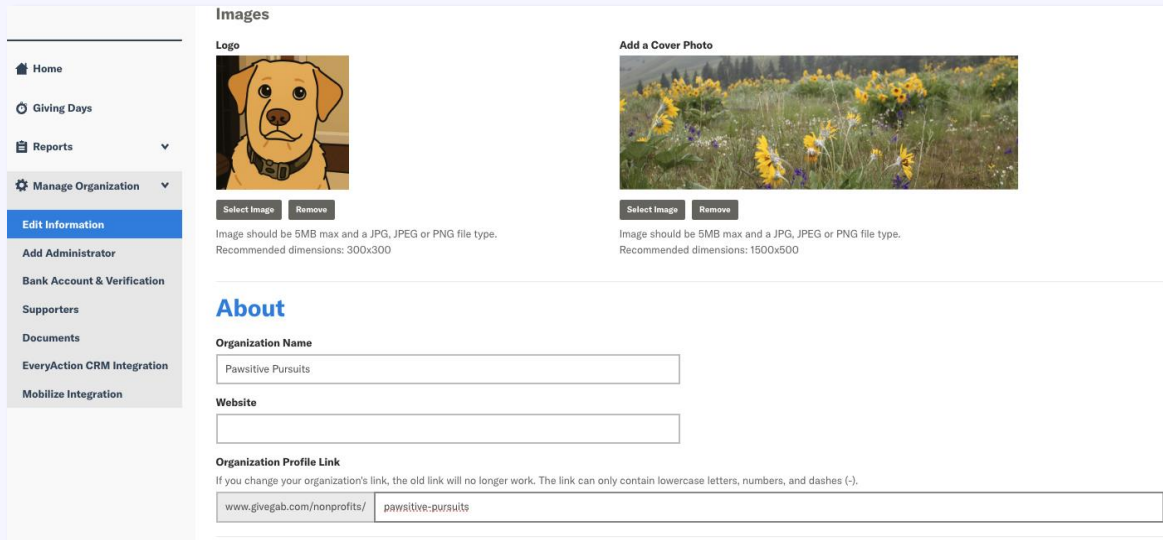 Images
Logo
Add a Cover Photo
Home
Giving Days
Reports
Manage Organization
Edit Information
Add Administrator
Bank Account & Verification
Supporters
Documents
EveryAction CRM Integration
Mobilize Integration
Select Image Remove
Select Image Remove
Image should be 5MB max and a JPG, JPEG or PNG file type.
Recommended dimensions: 300x300
Image should be 5MB max and a JPG, JPEG or PNG file type.
Recommended dimensions: 1500x500
About
Organization Name
Pawsitive Pursuits
Website
Organization Profile Link
If you change your organization's link, the old link will no longer work. The link can only contain lowercase letters, numbers, and dashes (-).
www.givegab.com/nonprofits/ pawsitive-pursuits